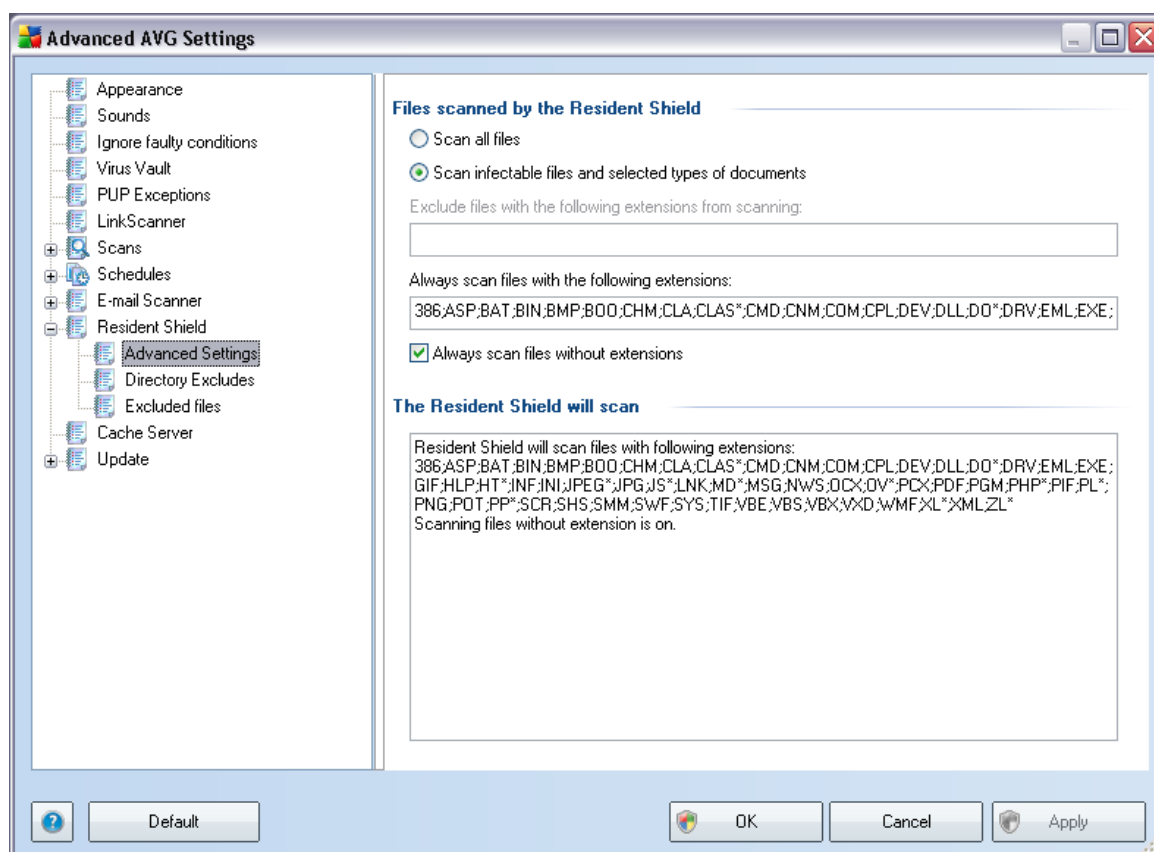 Advanced AVG Settings
Appearance
Sounds
Ignore faulty conditions
Virus Vault
PUP Exceptions
LinkScanner
Scans
Schedules
E-mail Scanner
Resident Shield
Advanced Settings
Directory Excludes
Excluded files
Cache Server
Update
Files scanned by the Resident Shield
Scan all files
Scan infectable files and selected types of documents
Exclude files with the following extensions from scanning:
Always scan files with the following extensions:
386;ASP;BAT;BIN;BMP;BOO;CHM;CLA;CLAS*;CMD;CNM;COM;CPL;DEV;DLL;DO*;DRV;EML;EXE;
Always scan files without extensions
The Resident Shield will scan
Resident Shield will scan files with following extensions:
386;ASP;BAT;BIN;BMP;BOO;CHM;CLA;CLAS*;CMD;CNM;COM;CPL;DEV;DLL;DO*;DRV;EML;EXE;
GIF;HLP;HT*;INF;INI;JPEG*;JPG;JS*;LNK;MD*;MSG;NWS;OCX;OV*;PCX;PDF;PGM;PHP*;PIF;PL*;
PNG;POT;PP*;SCR;SHS;SMM;SWF;SYS;TIF;VBE;VBS;VBX;VXD;WMF;XL*;XML;ZL*
Scanning files without extension is on.
Default
OK
Cancel
Apply